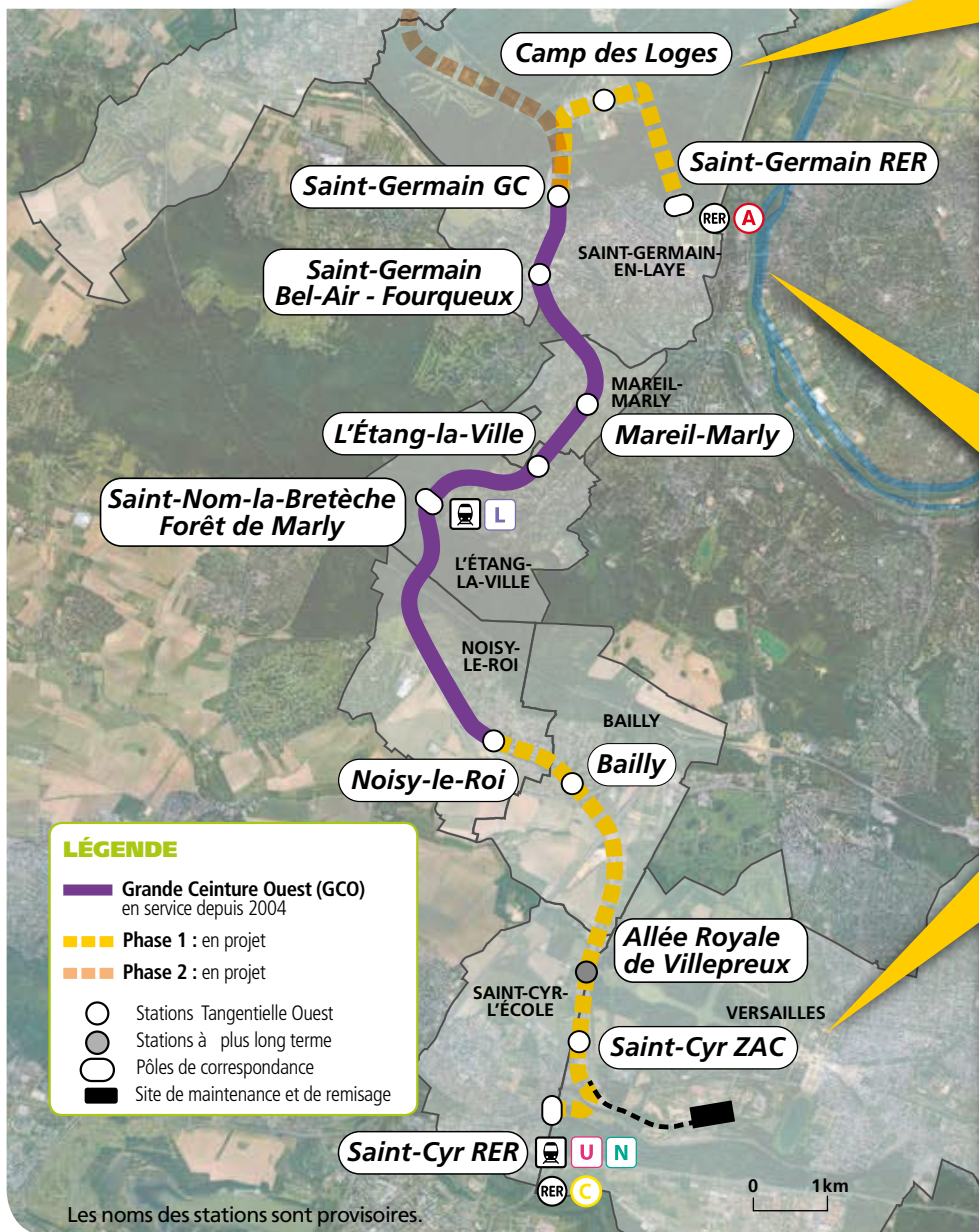 Camp des Loges
Saint-Germain RER
RER A
Saint-Germain GC
SAINT-GERMAIN-
EN-LAYE
Saint-Germain
Bel-Air - Fourqueux
MAREIL-
MARLY
L'Étang-la-Ville
Mareil-Marly
Saint-Nom-la-Bretèche
Forêt de Marly
L
L'ÉTANG-
LA-VILLE
NOISY-
LE-ROI
BAILLY
Noisy-le-Roi
Bailly
LÉGENDE
Grande Ceinture Ouest (GCO)
en service depuis 2004
Phase 1 : en projet
Phase 2 : en projet
Stations Tangentielle Ouest
Stations à plus long terme
Pôles de correspondance
Site de maintenance et de remisage
Allée Royale
de Villepreux
SAINT-CYR-
L'ÉCOLE
VERSAILLES
Saint-Cyr ZAC
Saint-Cyr RER
U N
RER C
0 1km
Les noms des stations sont provisoires.